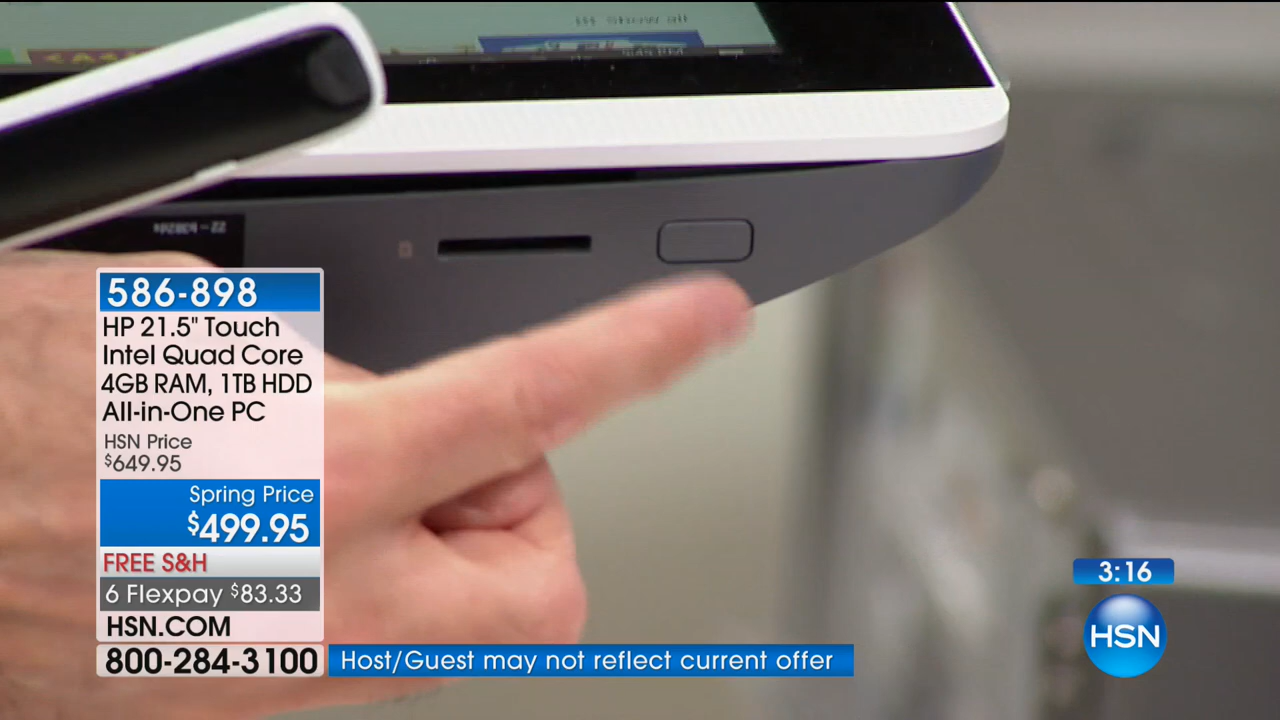 Show all
586-898
HP 21.5" Touch
Intel Quad Core
4GB RAM, 1TB HDD
All-in-One PC
HSN Price
$649.95
Spring Price
$499.95
FREE S&H
6 Flexpay $83.33
HSN.COM
800-284-3100
Host/Guest may not reflect current offer
3:16
HSN